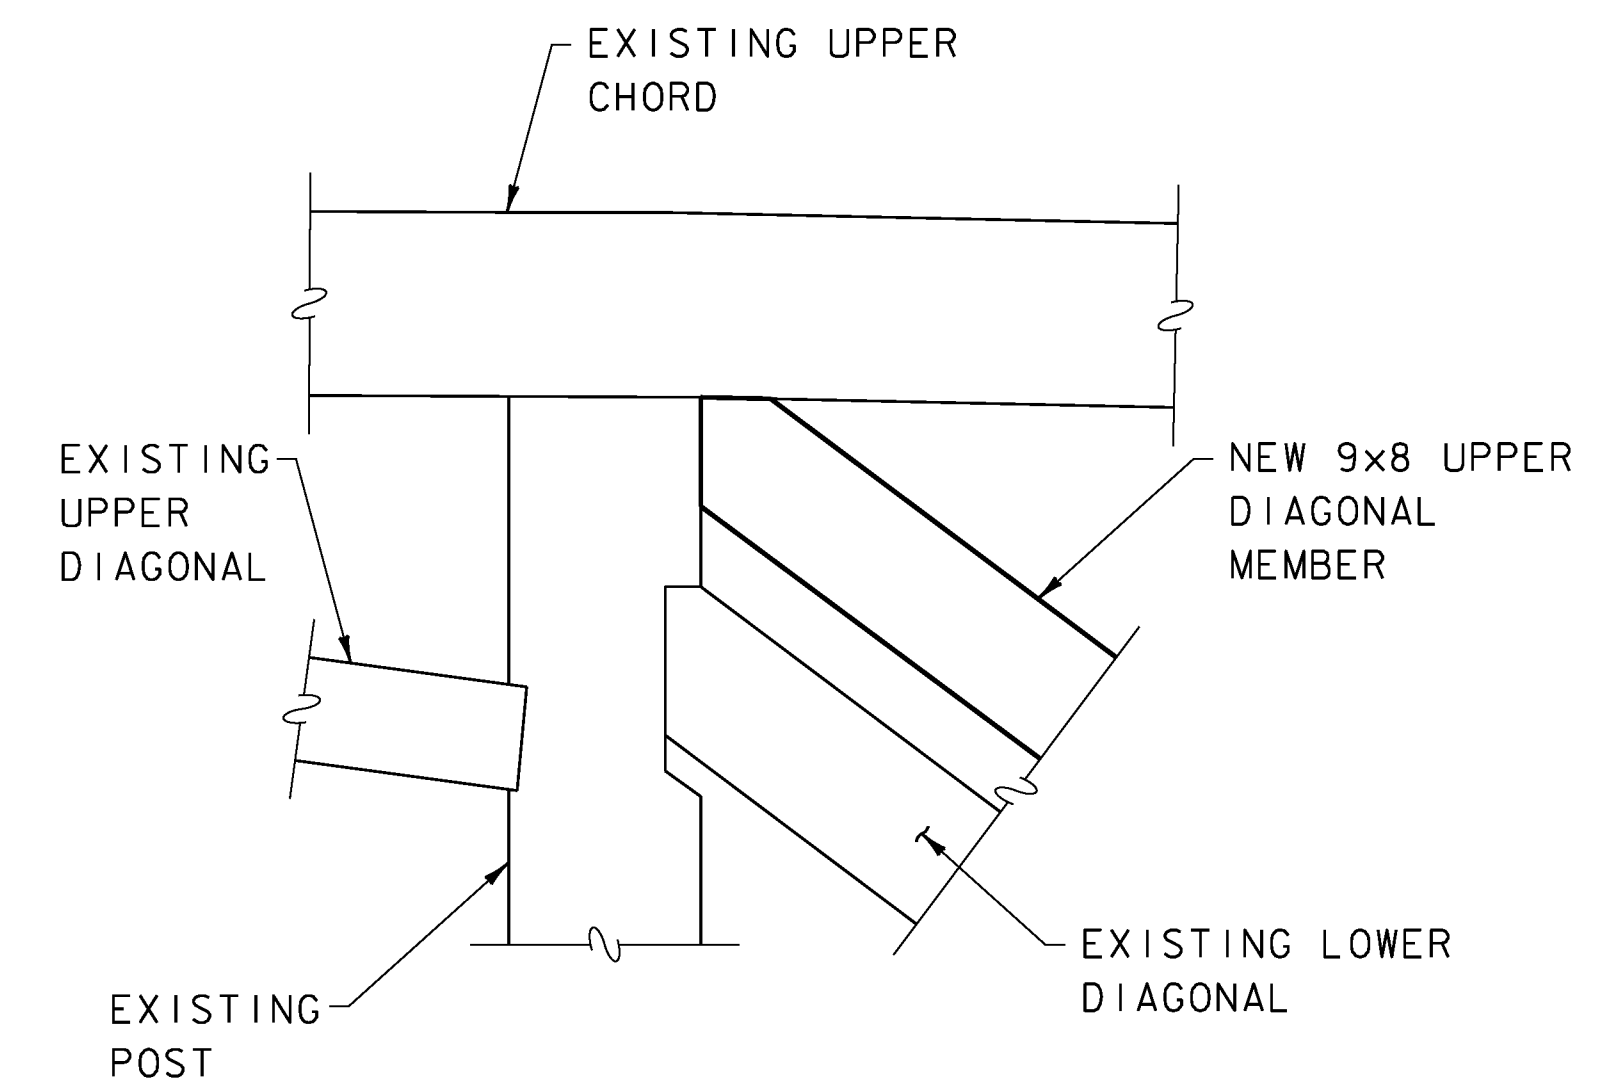 EXISTING UPPER
CHORD
EXISTING
UPPER
DIAGONAL
NEW 9x8 UPPER
DIAGONAL
MEMBER
EXISTING LOWER
DIAGONAL
EXISTING
POST